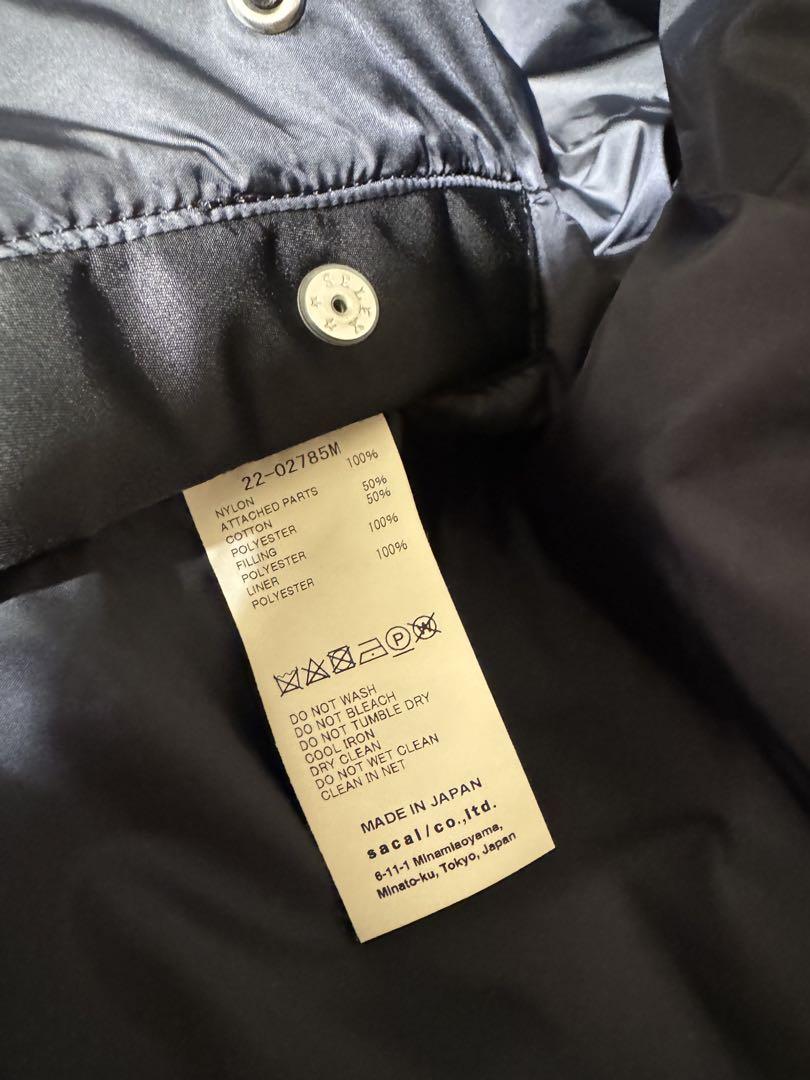 SELEY
22-02785M
NYLON 100%
ATTACHED PARTS
COTTON 50%
POLYESTER 50%
FILLING
POLYESTER 100%
LINER
POLYESTER 100%
P
W
DO NOT WASH
DO NOT BLEACH
DO NOT TUMBLE DRY
COOL IRON
DRY CLEAN
DO NOT WET CLEAN
CLEAN IN NET
MADE IN JAPAN
sacai/co.,ltd.
6-11-1 Minamiaoyama,
Minato-ku, Tokyo, Japan